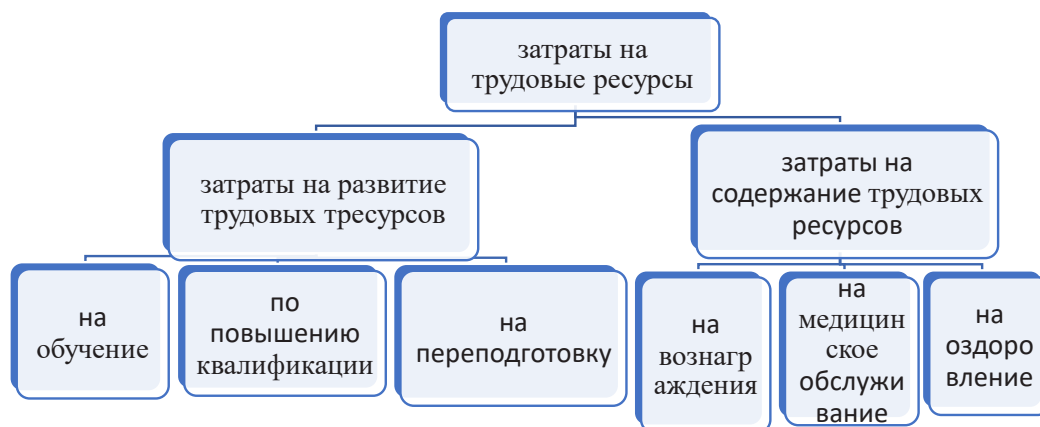 затраты на
трудовые ресурсы
затраты на развитие
трудовых тресурсов
затраты на
содержание трудовых
ресурсов
на
обучение
по
повышению
квалификации
на
переподготовку
на
вознагр
аждения
на
медицин
ское
обслужи
вание
на
оздоро
вление